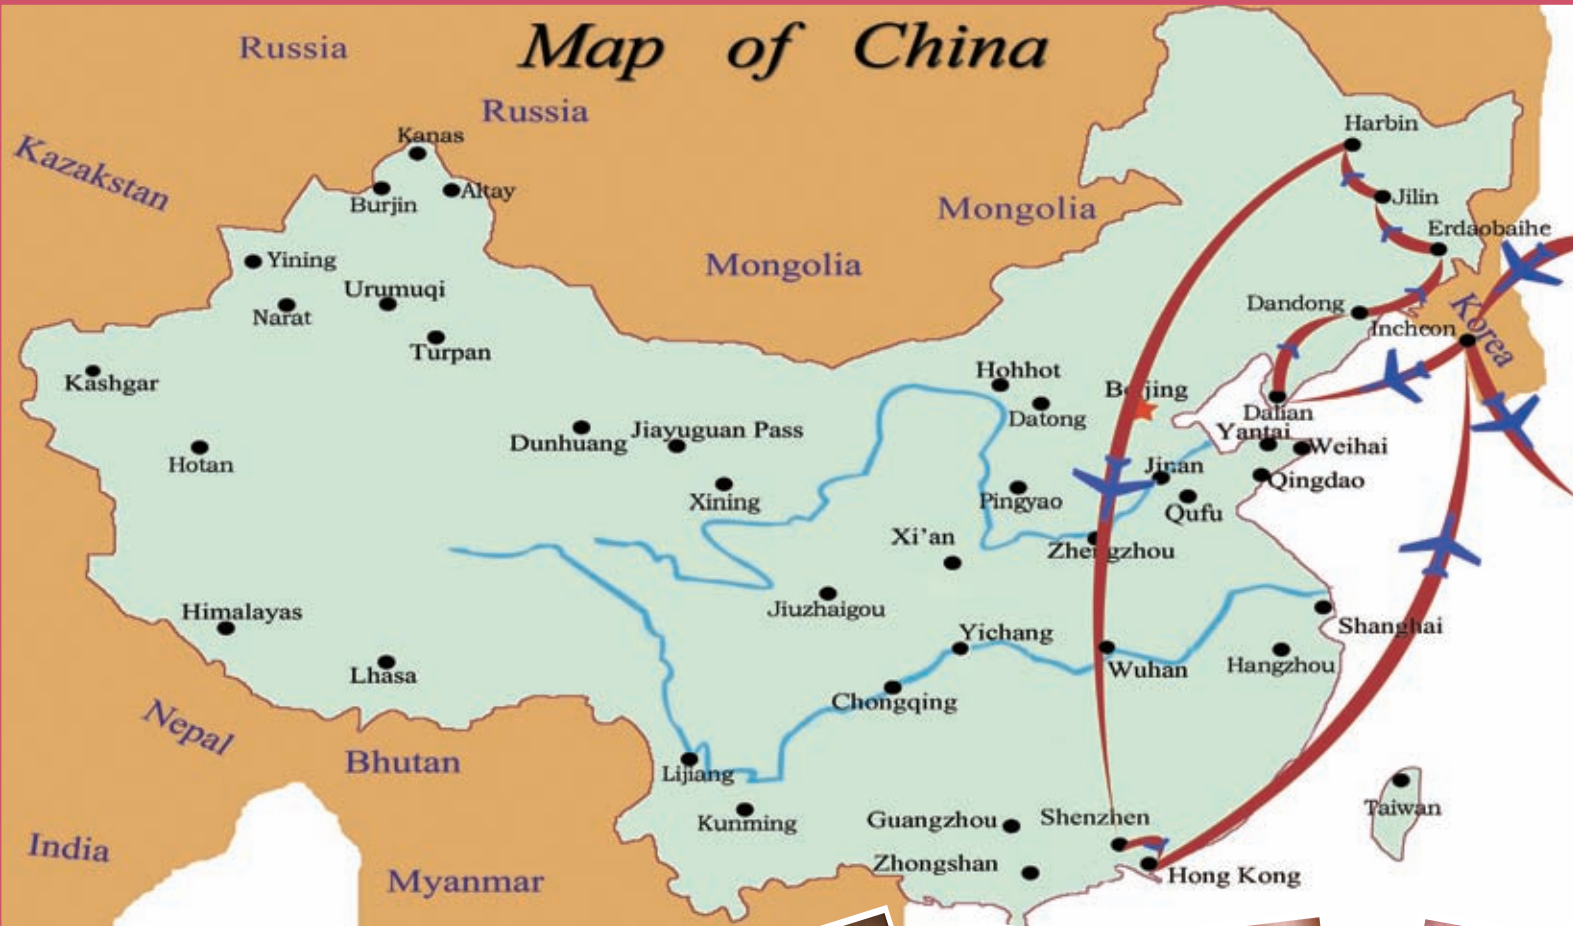 Map of China
Russia
Russia
Kazakstan
Mongolia
Mongolia
Kanas
Burjin
Altay
Yining
Narat
Urumuqi
Turpan
Kashgar
Hotan
Harbin
Jilin
Erdaobaihe
Dandong
Incheon
Korea
Hohhot
Beijing
Datong
Dalian
Yantai
Weihai
Dunhuang
Jiayuguan Pass
Xining
Jinan
Qingdao
Pingyao
Qufu
Xi'an
Zhengzhou
Jiuzhaigou
Himalayas
Lhasa
Yichang
Wuhan
Shanghai
Hangzhou
Chongqing
Nepal
Bhutan
Lijiang
Kunming
Guangzhou
Shenzhen
Taiwan
India
Myanmar
Zhongshan
Hong Kong